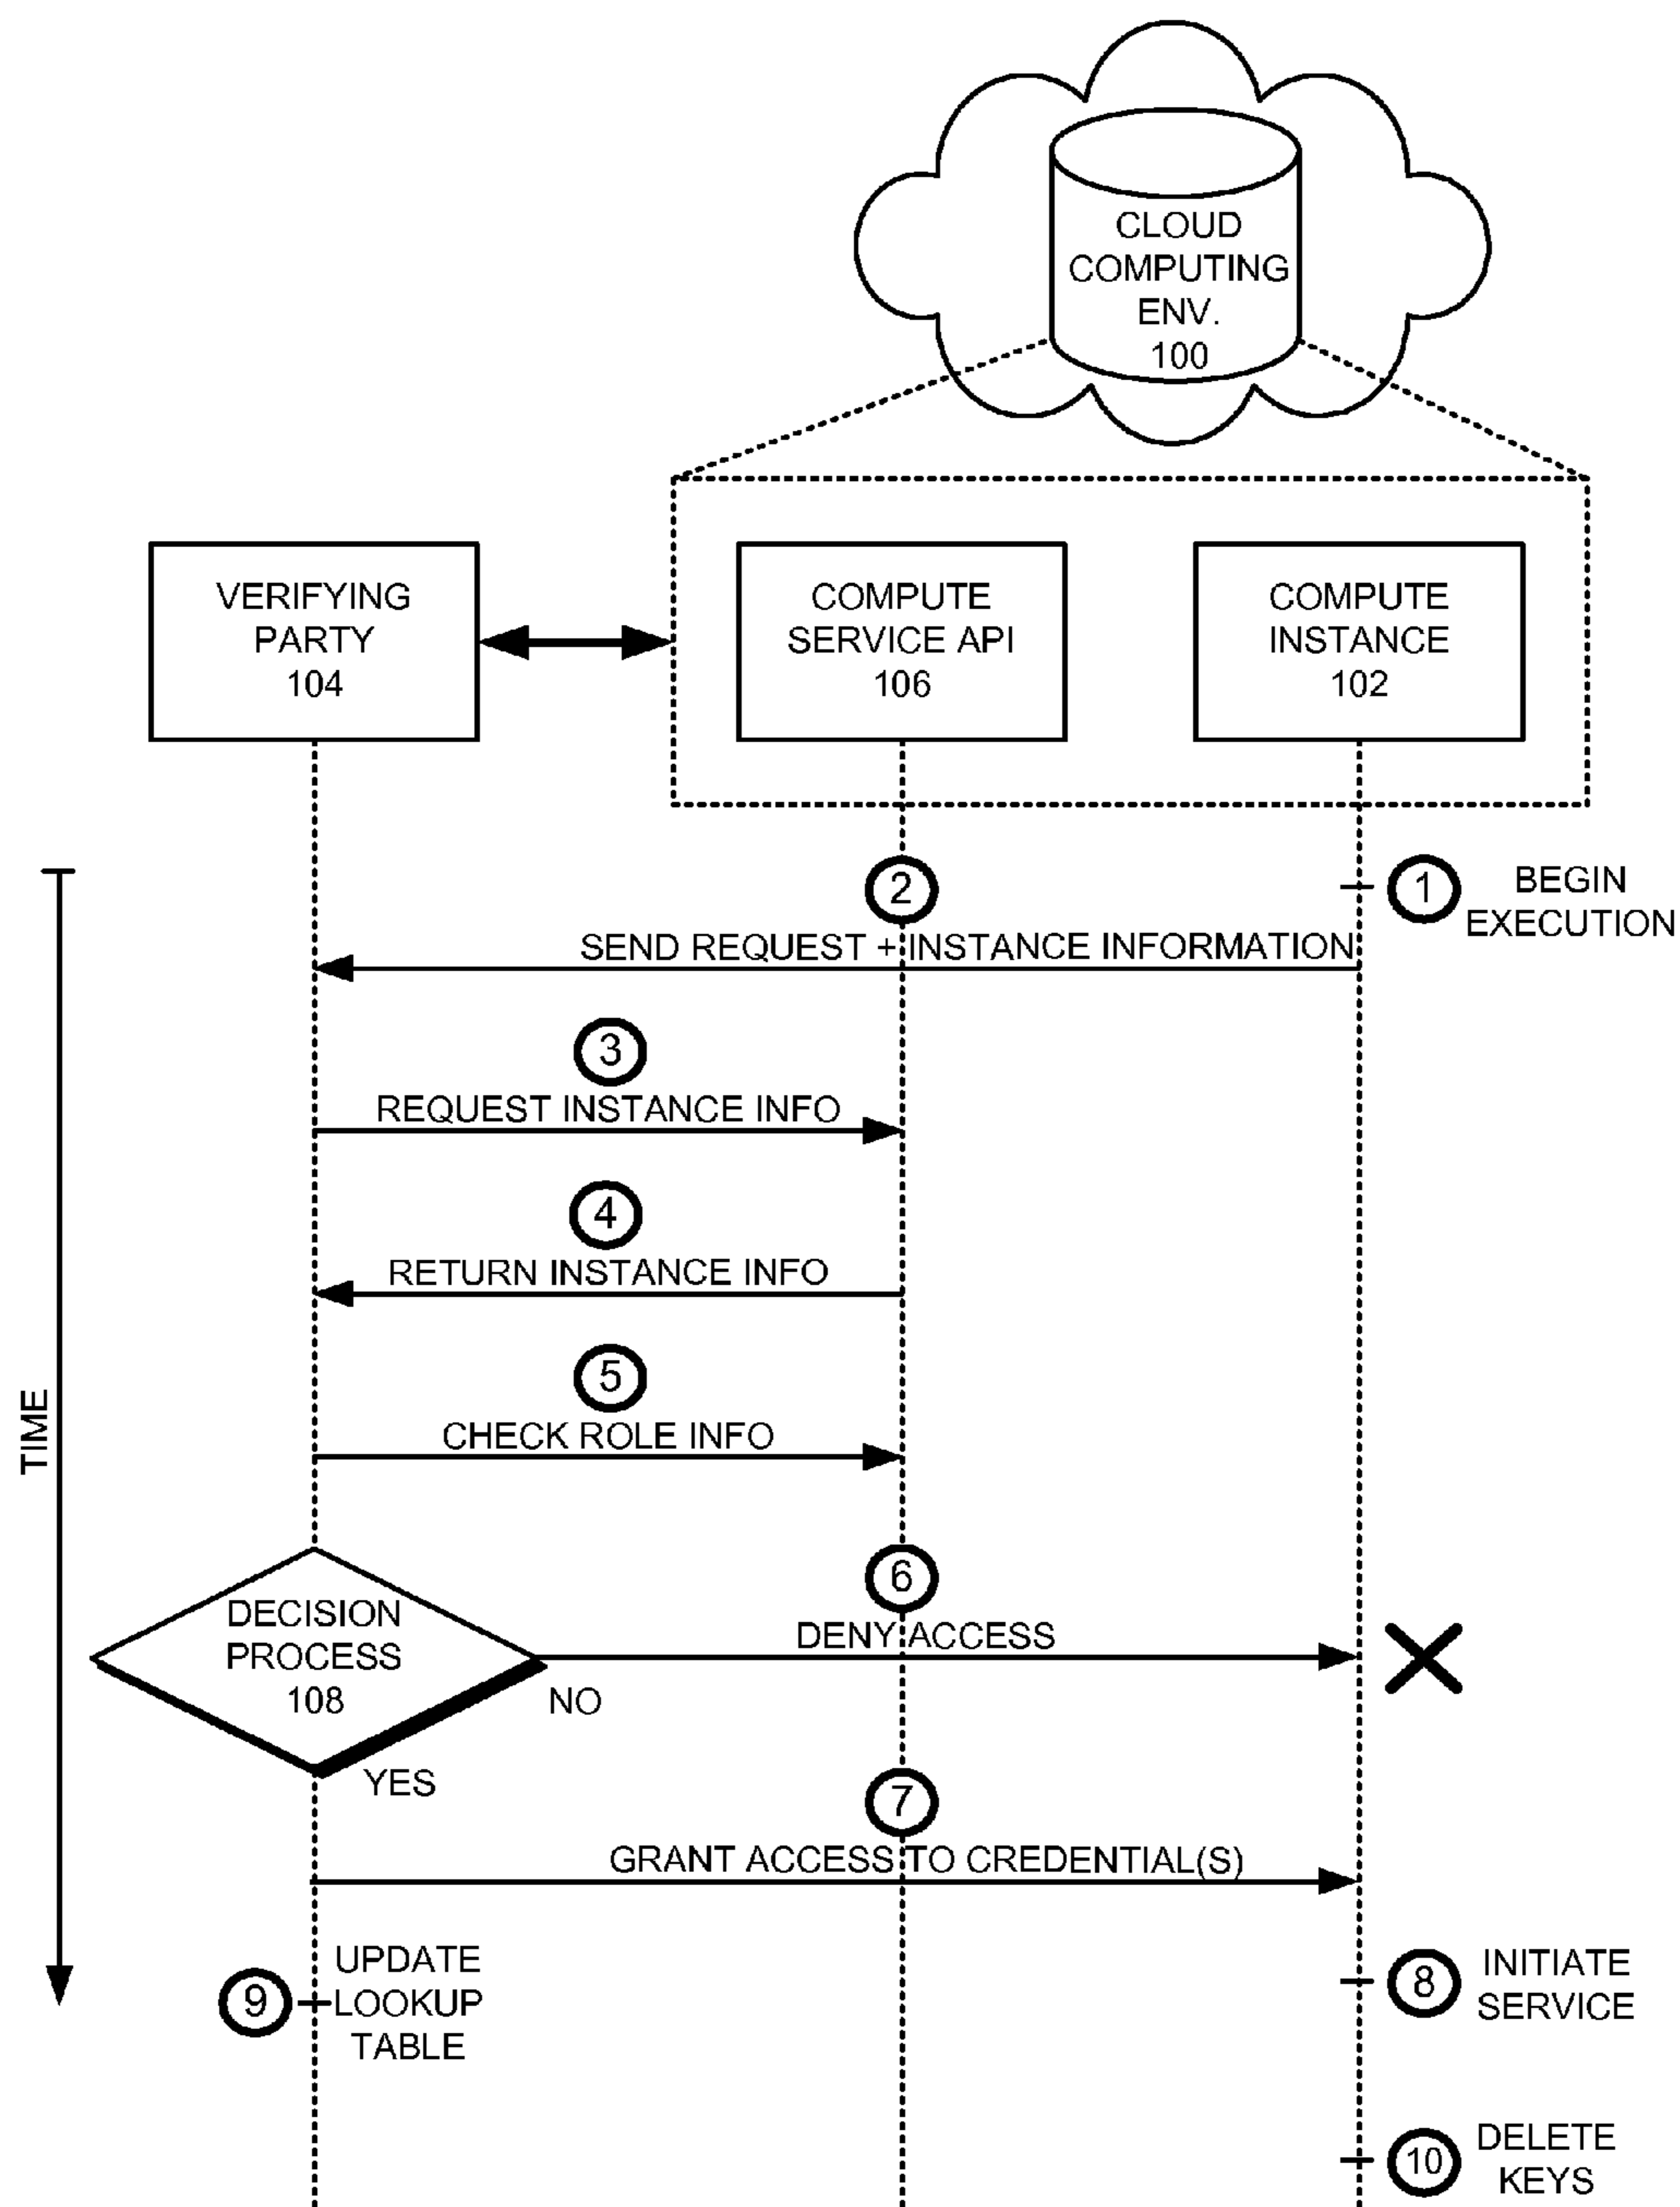 CLOUD
COMPUTING
ENV.
100
VERIFYING
PARTY
104
COMPUTE
SERVICE API
106
COMPUTE
INSTANCE
102
2
1
BEGIN
EXECUTION
SEND REQUEST + INSTANCE INFORMATION
3
REQUEST INSTANCE INFO
4
RETURN INSTANCE INFO
5
CHECK ROLE INFO
TIME
6
DENY ACCESS
DECISION
PROCESS
108
NO
YES
7
GRANT ACCESS TO CREDENTIAL(S)
9
UPDATE
LOOKUP
TABLE
8
INITIATE
SERVICE
10
DELETE
KEYS